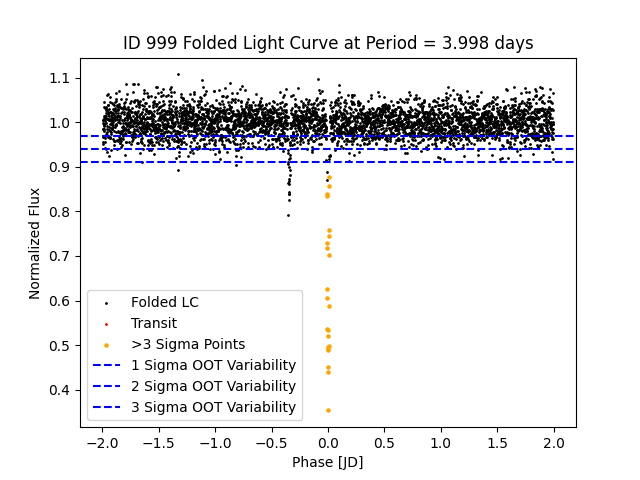 ID 999 Folded Light Curve at Period = 3.998 days
Normalized Flux
1.1
1.0
0.9
0.8
0.7
0.6
0.5
0.4
Folded LC
Transit
>3 Sigma Points
1 Sigma OOT Variability
2 Sigma OOT Variability
3 Sigma OOT Variability
−2.0 −1.5 −1.0 −0.5 0.0 0.5 1.0 1.5 2.0
Phase [JD]